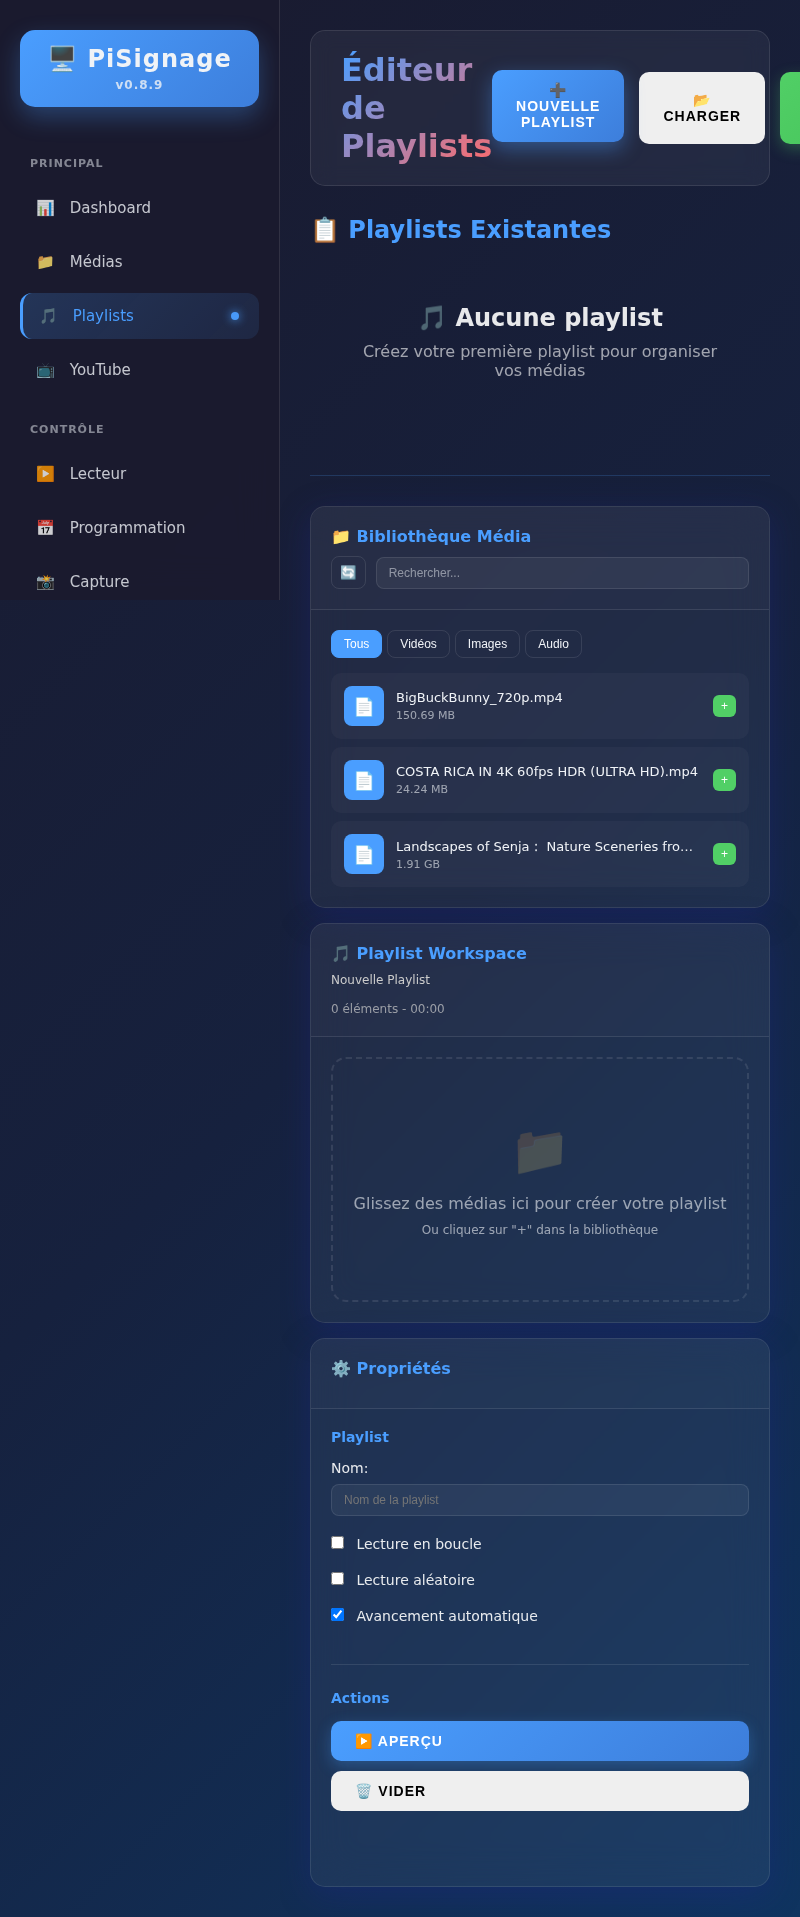 PiSignage
v0.8.9
PRINCIPAL
Dashboard
Médias
Playlists
YouTube
CONTRÔLE
Lecteur
Programmation
Capture
Éditeur
de
Playlists
NOUVELLE
PLAYLIST
CHARGER
Playlists Existantes
Aucune playlist
Créez votre première playlist pour organiser
vos médias
Bibliothèque Média
Rechercher...
Tous Vidéos Images Audio
BigBuckBunny_720p.mp4
150.69 MB
+
COSTA RICA IN 4K 60fps HDR (ULTRA HD).mp4
24.24 MB
+
Landscapes of Senja： Nature Sceneries fro...
1.91 GB
+
Playlist Workspace
Nouvelle Playlist
0 éléments - 00:00
Glissez des médias ici pour créer votre playlist
Ou cliquez sur "+" dans la bibliothèque
Propriétés
Playlist
Nom:
Nom de la playlist
Lecture en boucle
Lecture aléatoire
Avancement automatique
Actions
APERÇU
VIDER